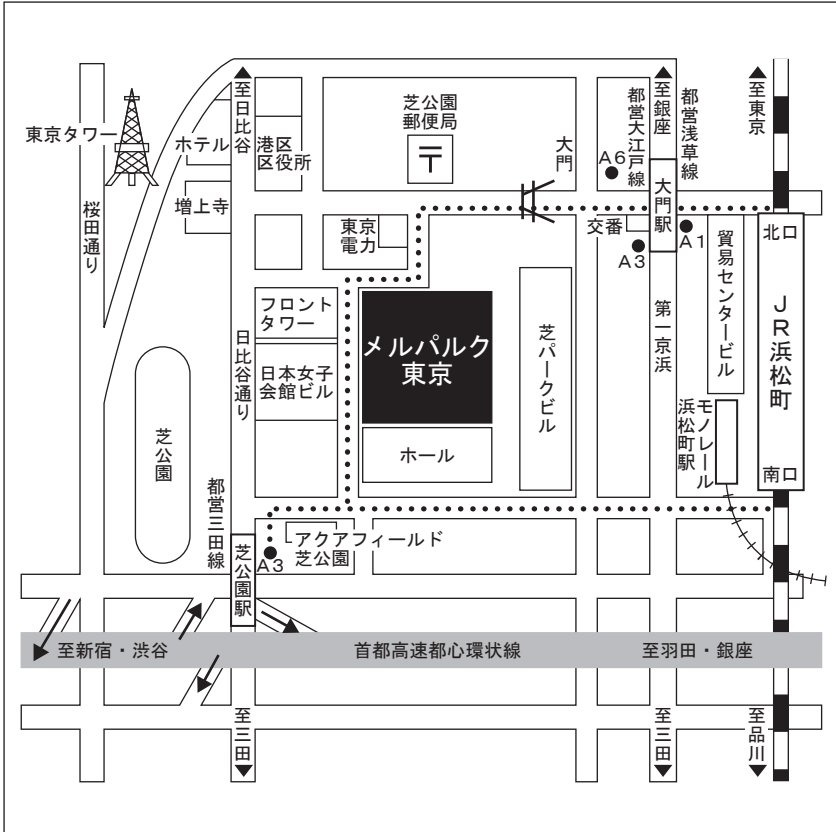 至日比谷
至銀座
至東京
都営大江戸線
都営浅草線
東京タワー
ホテル
港区
区役所
芝公園
郵便局
〒
大門
A6
大門駅
桜田通り
増上寺
東京
電力
交番
A3
A1
北口
貿易センタービル
JR浜松町
南口
フロント
タワー
メルパルク
東京
芝パークビル
第一京浜
日比谷通り
日本女子
会館ビル
モノレール
浜松町駅
芝公園
ホール
都営三田線
芝公園駅
A3
アクアフィールド
芝公園
至新宿・渋谷
首都高速都心環状線
至羽田・銀座
至三田
至三田
至品川